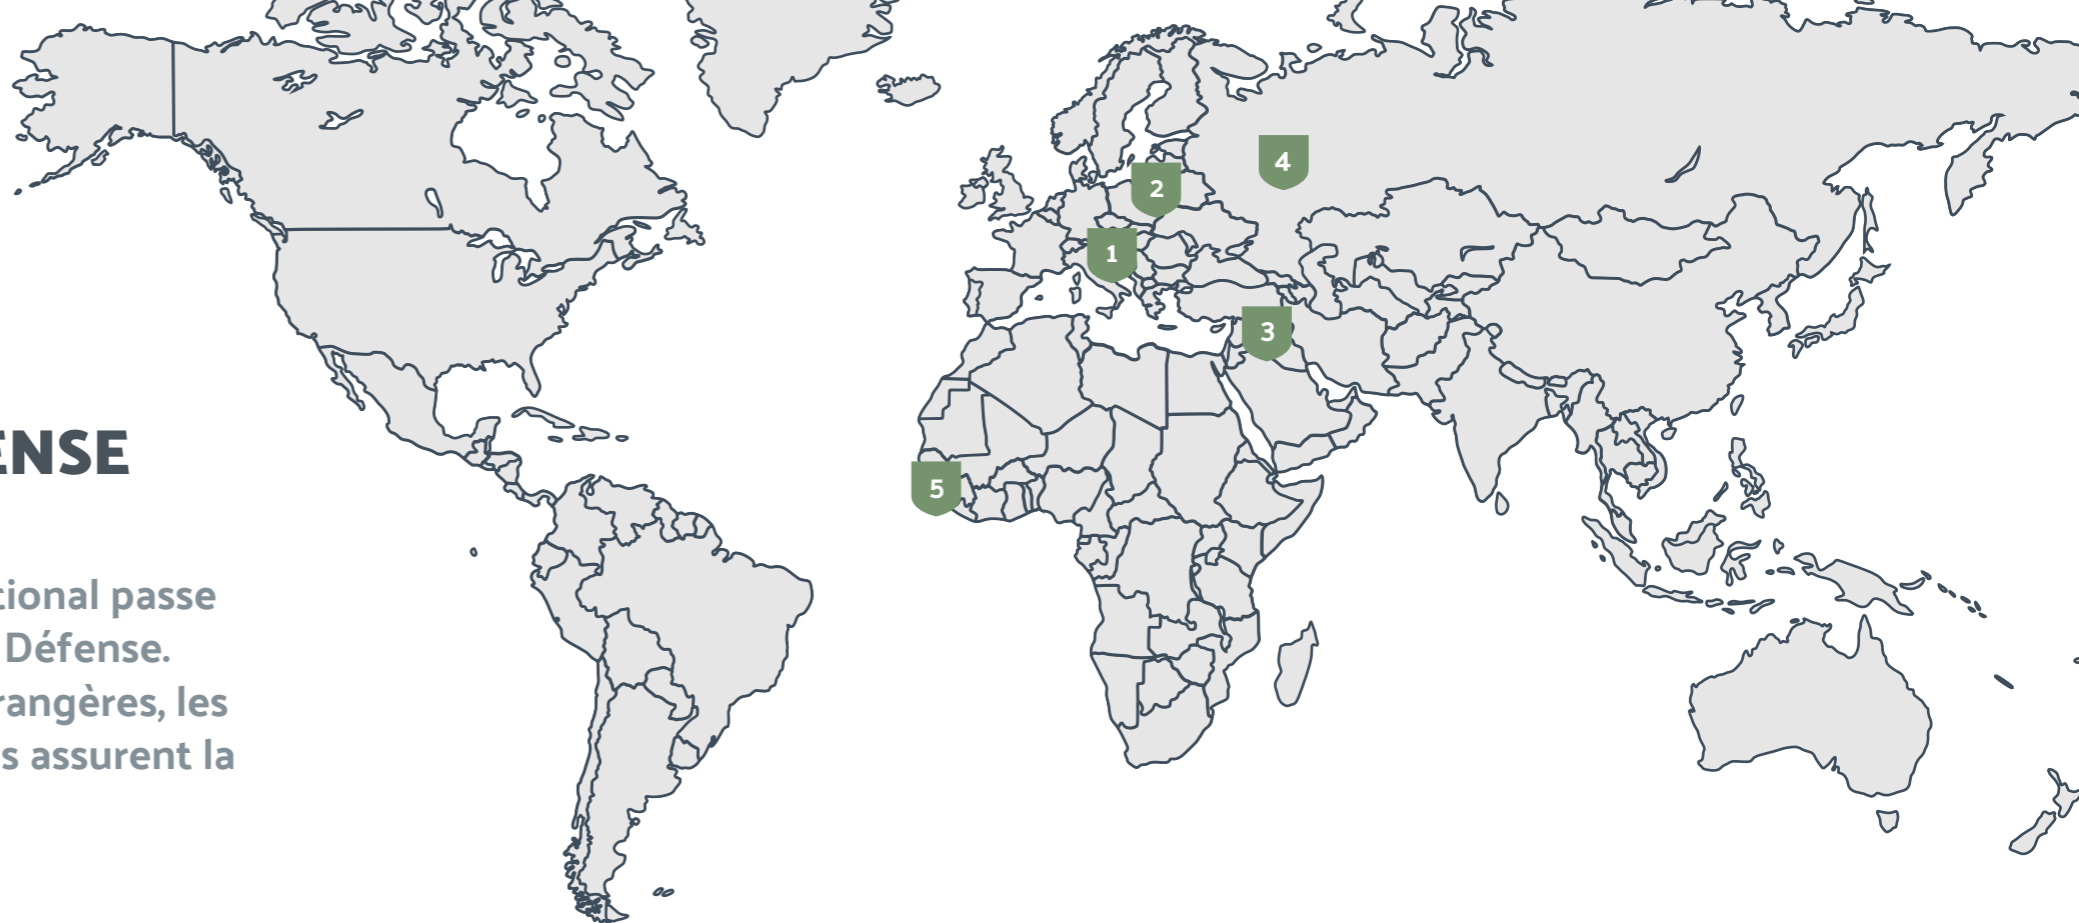 4
2
1
3
ENSE
5
tional passe
Défense.
rangères, les
s assurent la